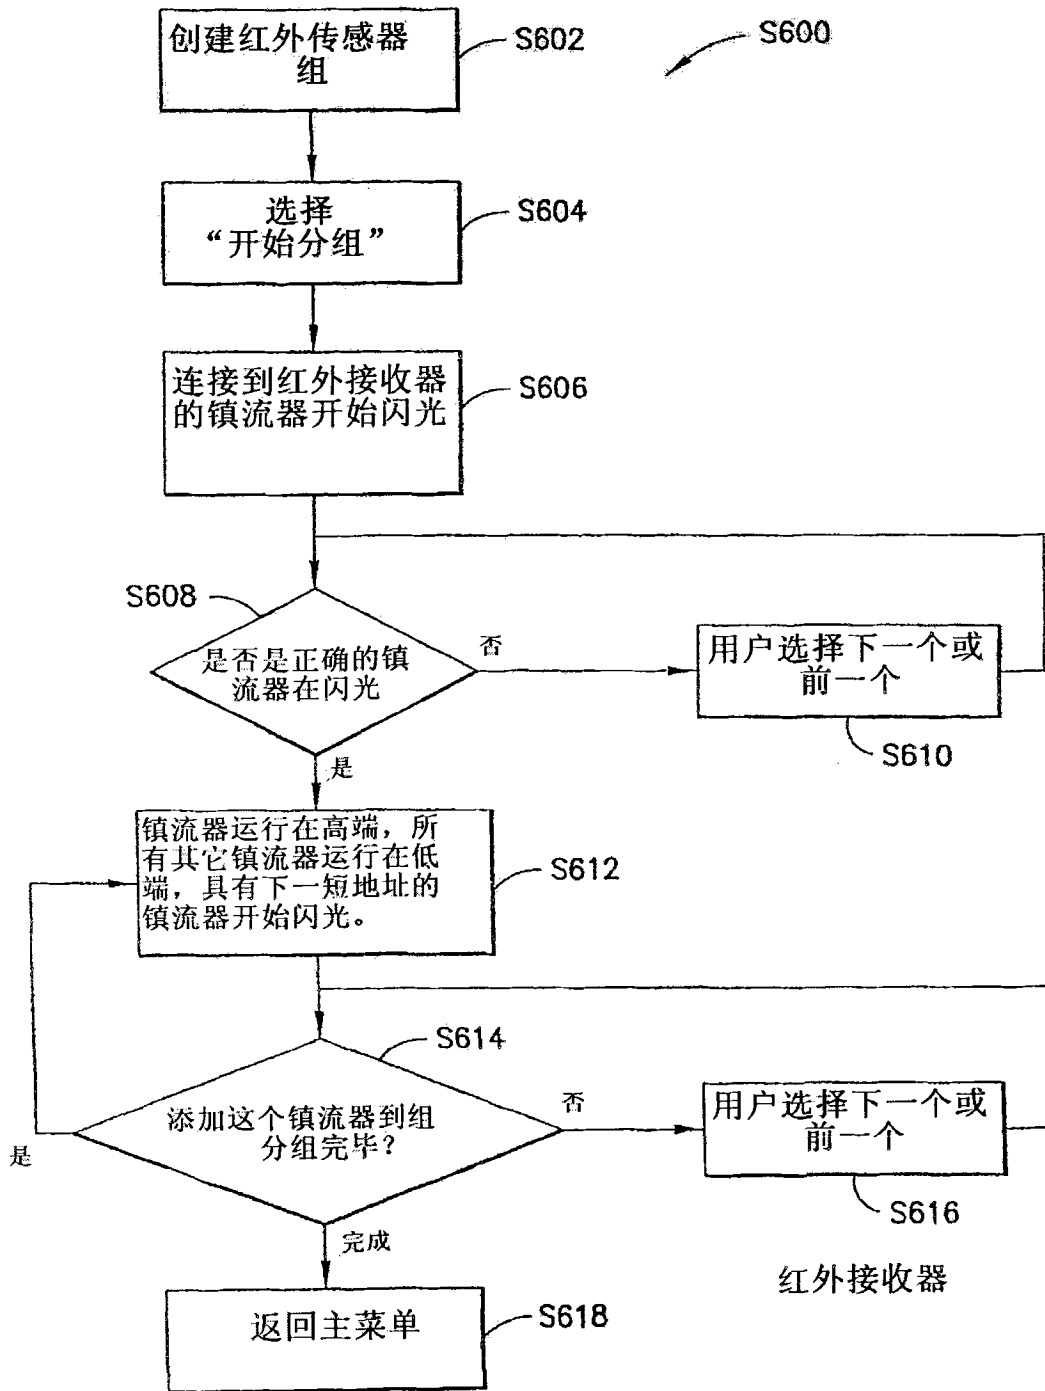 创建红外传感器
组
S602
S600
选择
“开始分组”
S604
连接到红外接收器
的镇流器开始闪光
S606
S608
是否是正确的镇
流器在闪光
否
用户选择下一个或
前一个
S610
是
镇流器运行在高端，所
有其它镇流器运行在低
端，具有下一短地址的
镇流器开始闪光。
S612
S614
添加这个镇流器到组
分组完毕？
是
否
用户选择下一个或
前一个
S616
完成
红外接收器
返回主菜单
S618